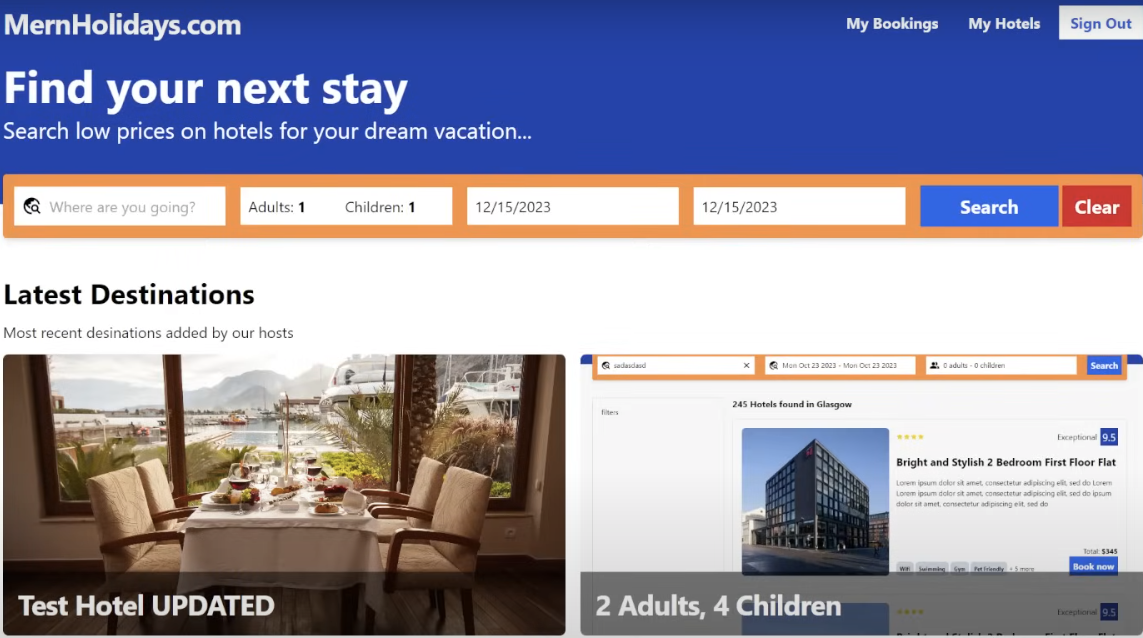 MernHolidays.com
My Bookings My Hotels Sign Out
Find your next stay
Search low prices on hotels for your dream vacation...
Where are you going? Adults: 1 Children: 1 12/15/2023 12/15/2023 Search Clear
Latest Destinations
Most recent desinations added by our hosts
Test Hotel UPDATED
sadasdasd × Mon Oct 23 2023 - Mon Oct 23 2023 0 adults - 0 children Search
filters
245 Hotels found in Glasgow
Exceptional 9.5
Bright and Stylish 2 Bedroom First Floor Flat
Lorem ipsum dolor sit amet, consectetur adipiscing elit, sed do Lorem
Lorem ipsum dolor sit amet, consectetur adipiscing elit, sed do ipsum
dolor sit amet, consectetur adipiscing elit, sed do
Total: $345
Wifi Swimming Gym Pet Friendly + 5 more Book now
2 Adults, 4 Children
Exceptional 9.5